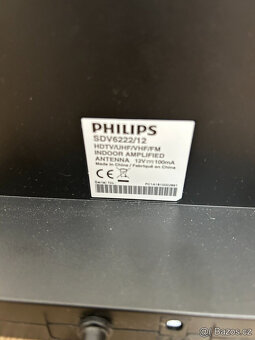 PHILIPS
SDV6222/12
HDTV/UHF/VHF/FM
INDOOR AMPLIFIED
ANTENNA 12V⎓100mA
Made in China / Fabriqué en China
CE
bazos.cz